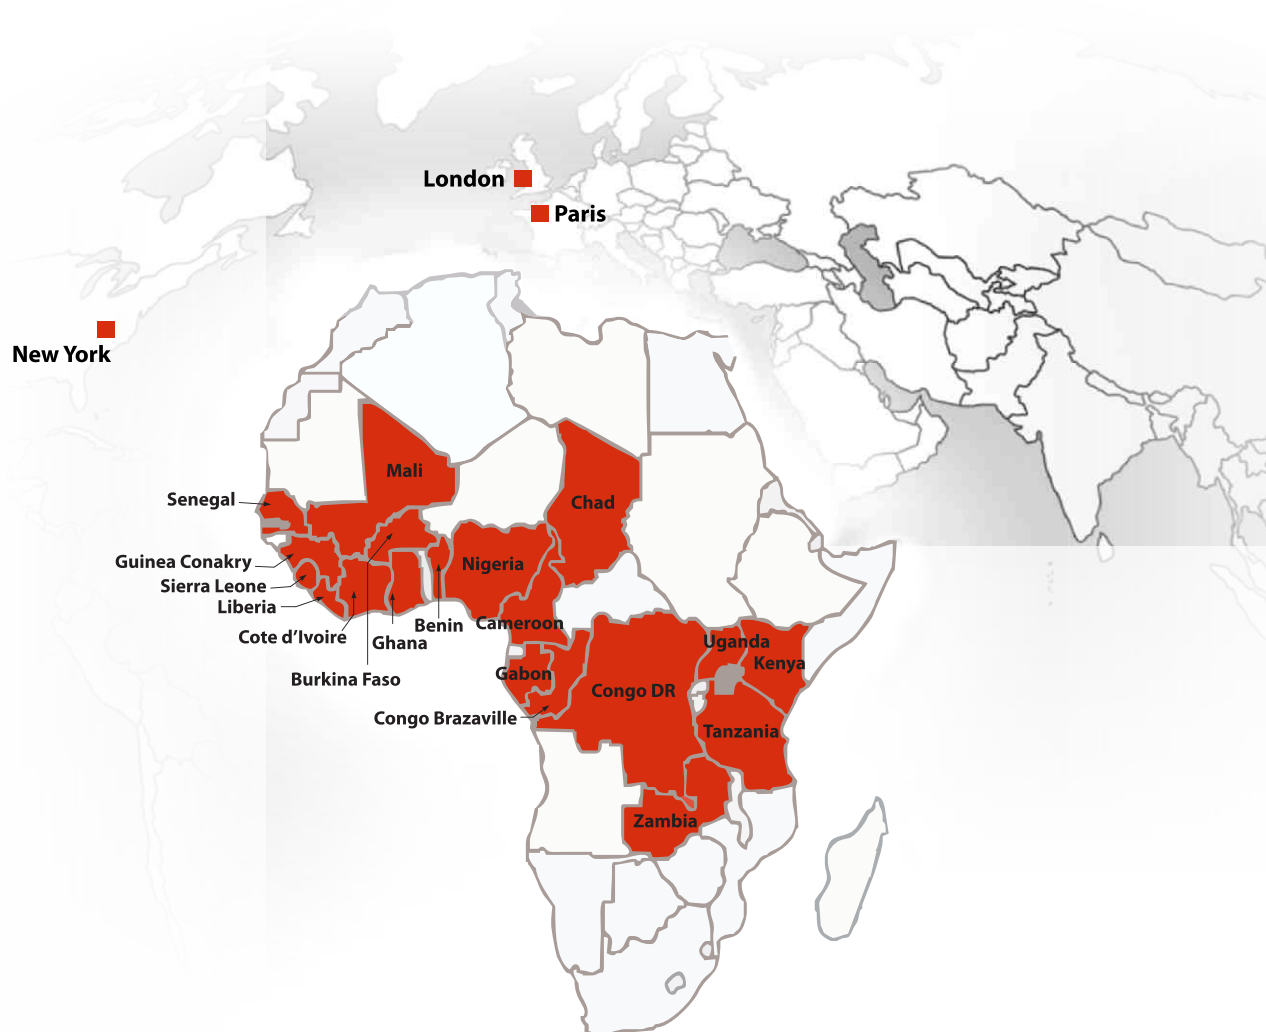 London
Paris
New York
Mali
Senegal
Chad
Guinea Conakry
Nigeria
Sierra Leone
Liberia
Benin
Cameroon
Cote d’Ivoire
Ghana
Uganda
Kenya
Gabon
Burkina Faso
Congo DR
Congo Brazaville
Tanzania
Zambia